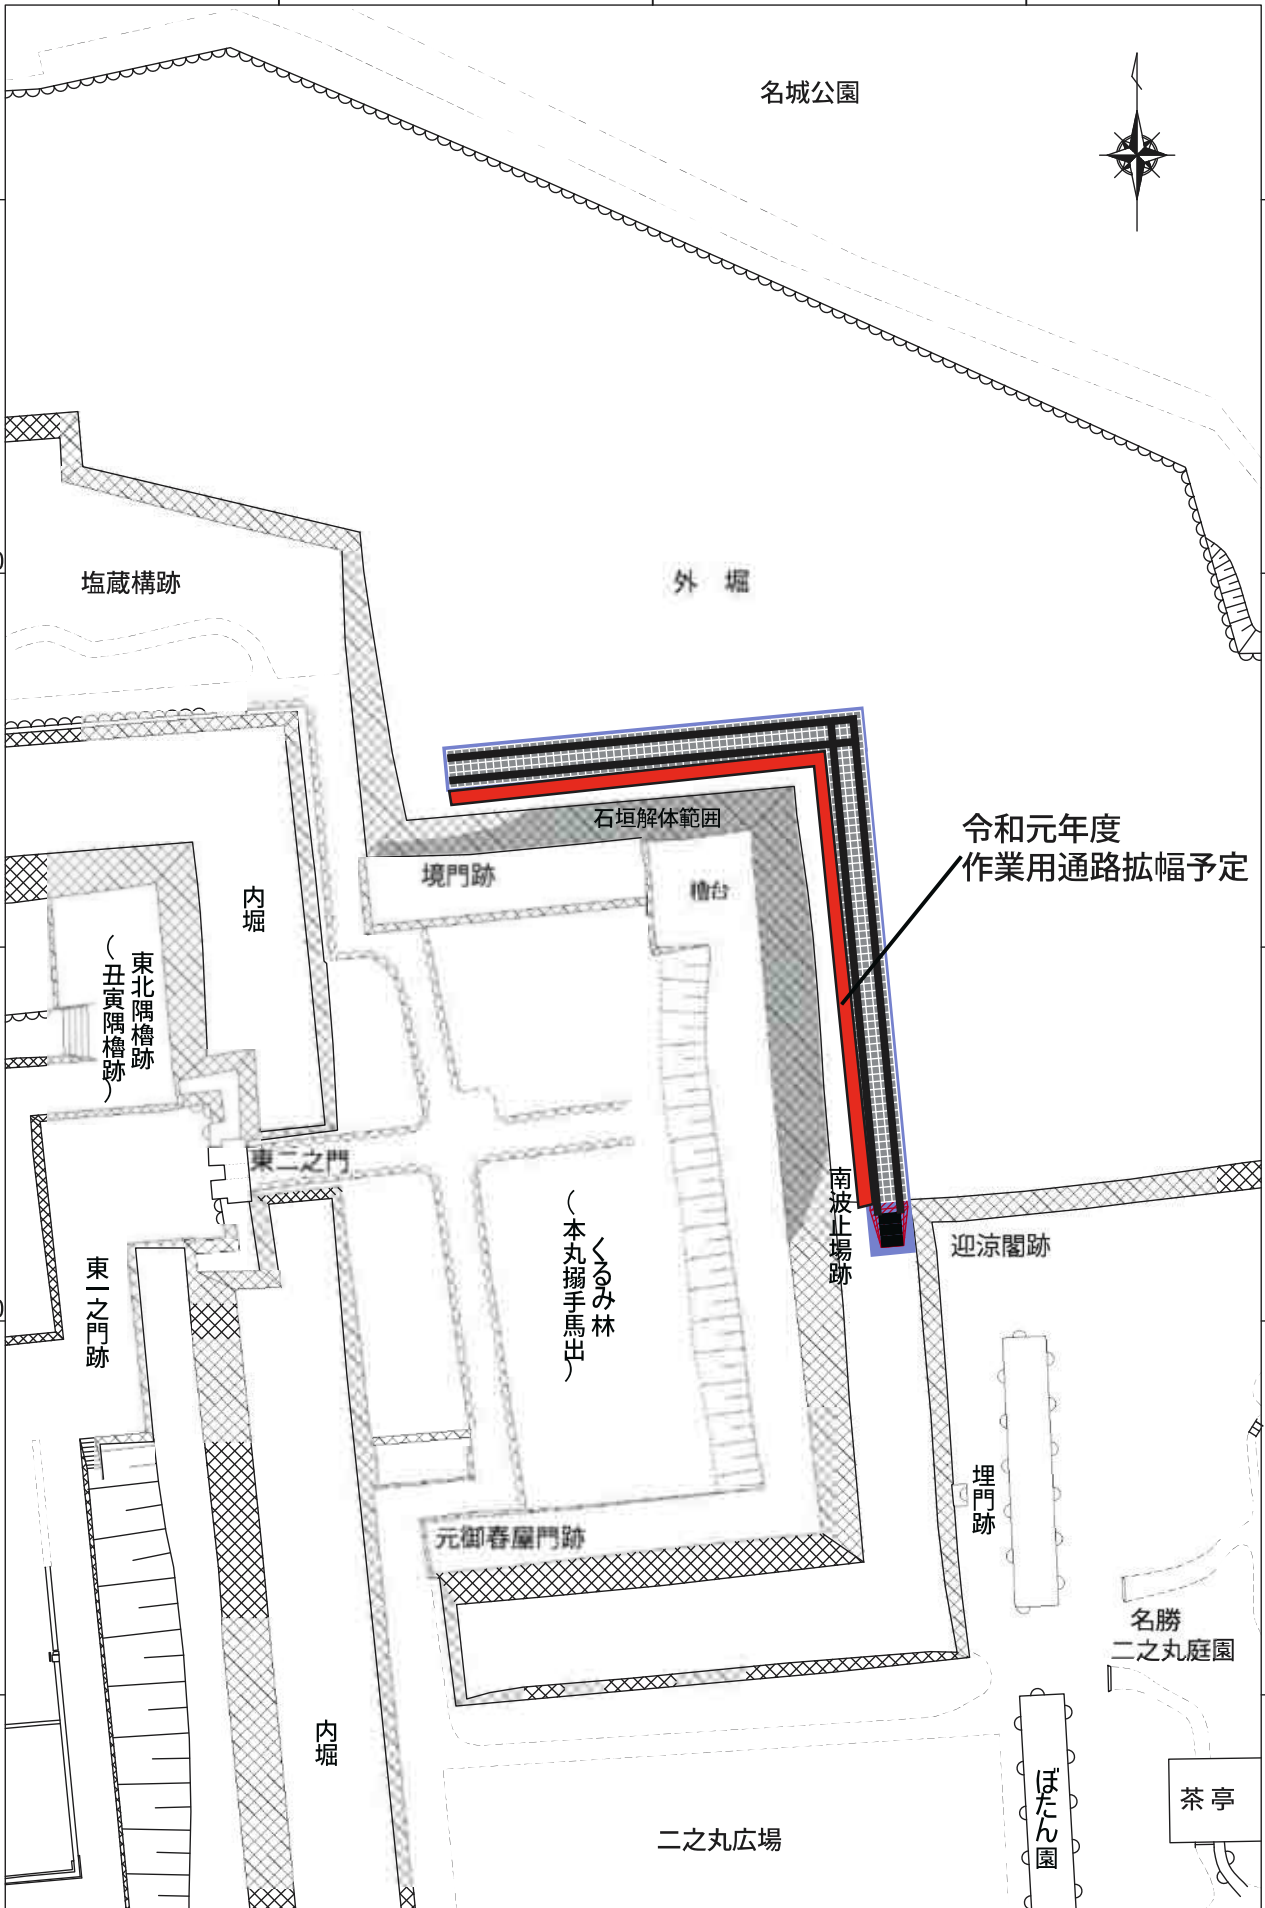 名城公園
塩蔵構跡
外 堀
石垣解体範囲
令和元年度
作業用通路拡幅予定
境門跡
櫓台
内堀
東北隅櫓跡
(丑寅隅櫓跡)
東二之門
南波止場跡
迎涼閣跡
くるみ林
(本丸搦手馬出)
東一之門跡
埋門跡
元御春屋門跡
名勝
二之丸庭園
内堀
ぼたん園
茶亭
二之丸広場